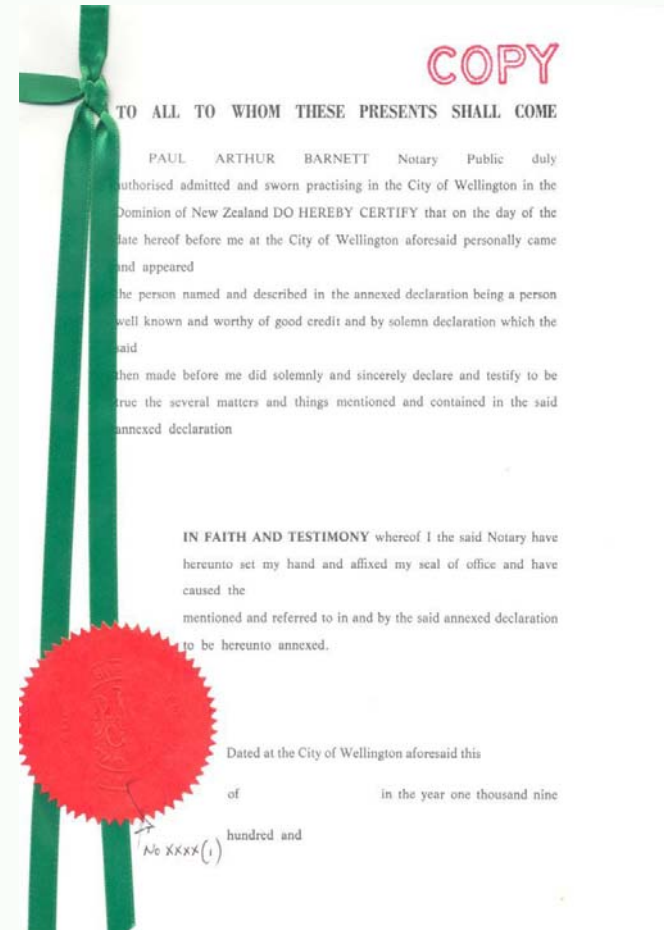 COPY
TO ALL TO WHOM THESE PRESENTS SHALL COME
PAUL ARTHUR BARNETT Notary Public duly
authorised admitted and sworn practising in the City of Wellington in the
Dominion of New Zealand DO HEREBY CERTIFY that on the day of the
date hereof before me at the City of Wellington aforesaid personally came
and appeared
the person named and described in the annexed declaration being a person
well known and worthy of good credit and by solemn declaration which the
said
then made before me did solemnly and sincerely declare and testify to be
true the several matters and things mentioned and contained in the said
annexed declaration
IN FAITH AND TESTIMONY whereof I the said Notary have
hereunto set my hand and affixed my seal of office and have
caused the
mentioned and referred to in and by the said annexed declaration
to be hereunto annexed.
Dated at the City of Wellington aforesaid this
of in the year one thousand nine
hundred and
No XXXX (1)